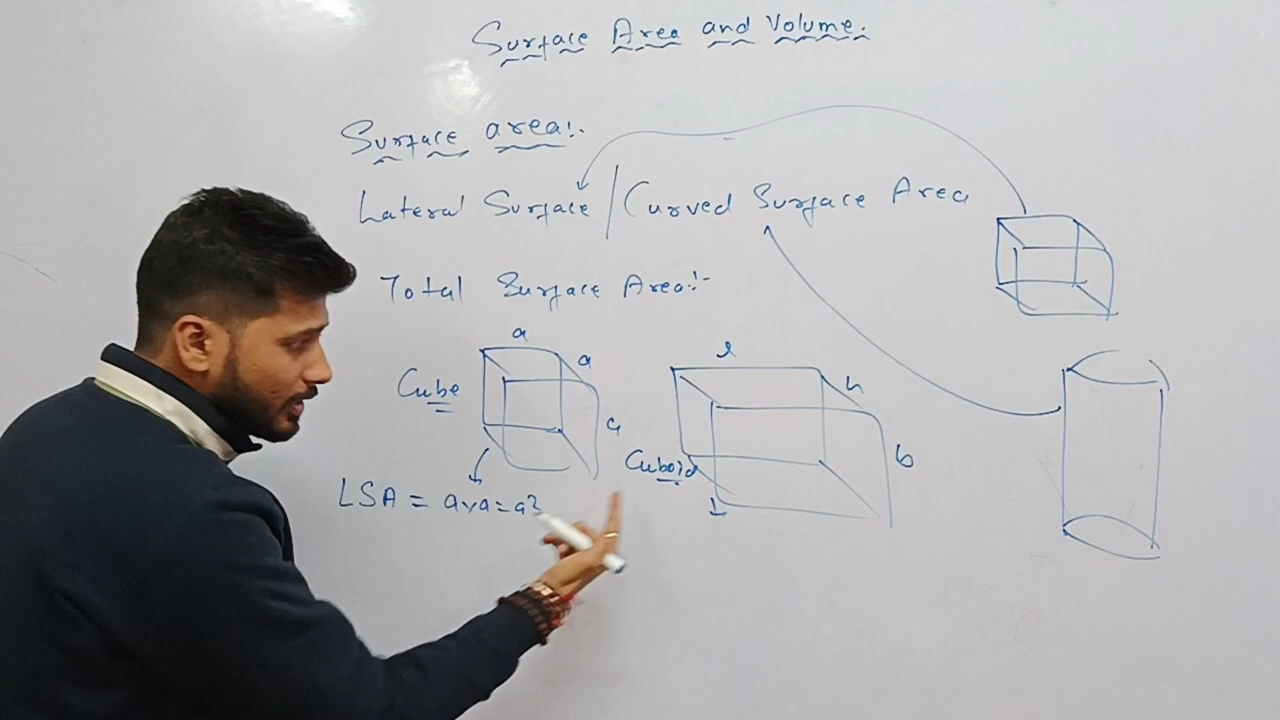 Surface Area and Volume.
Surface area:-
Lateral Surface / Curved Surface Area
Total Surface Area:-
a
a
a
Cube
l
h
b
Cuboid
LSA = a×a=a²